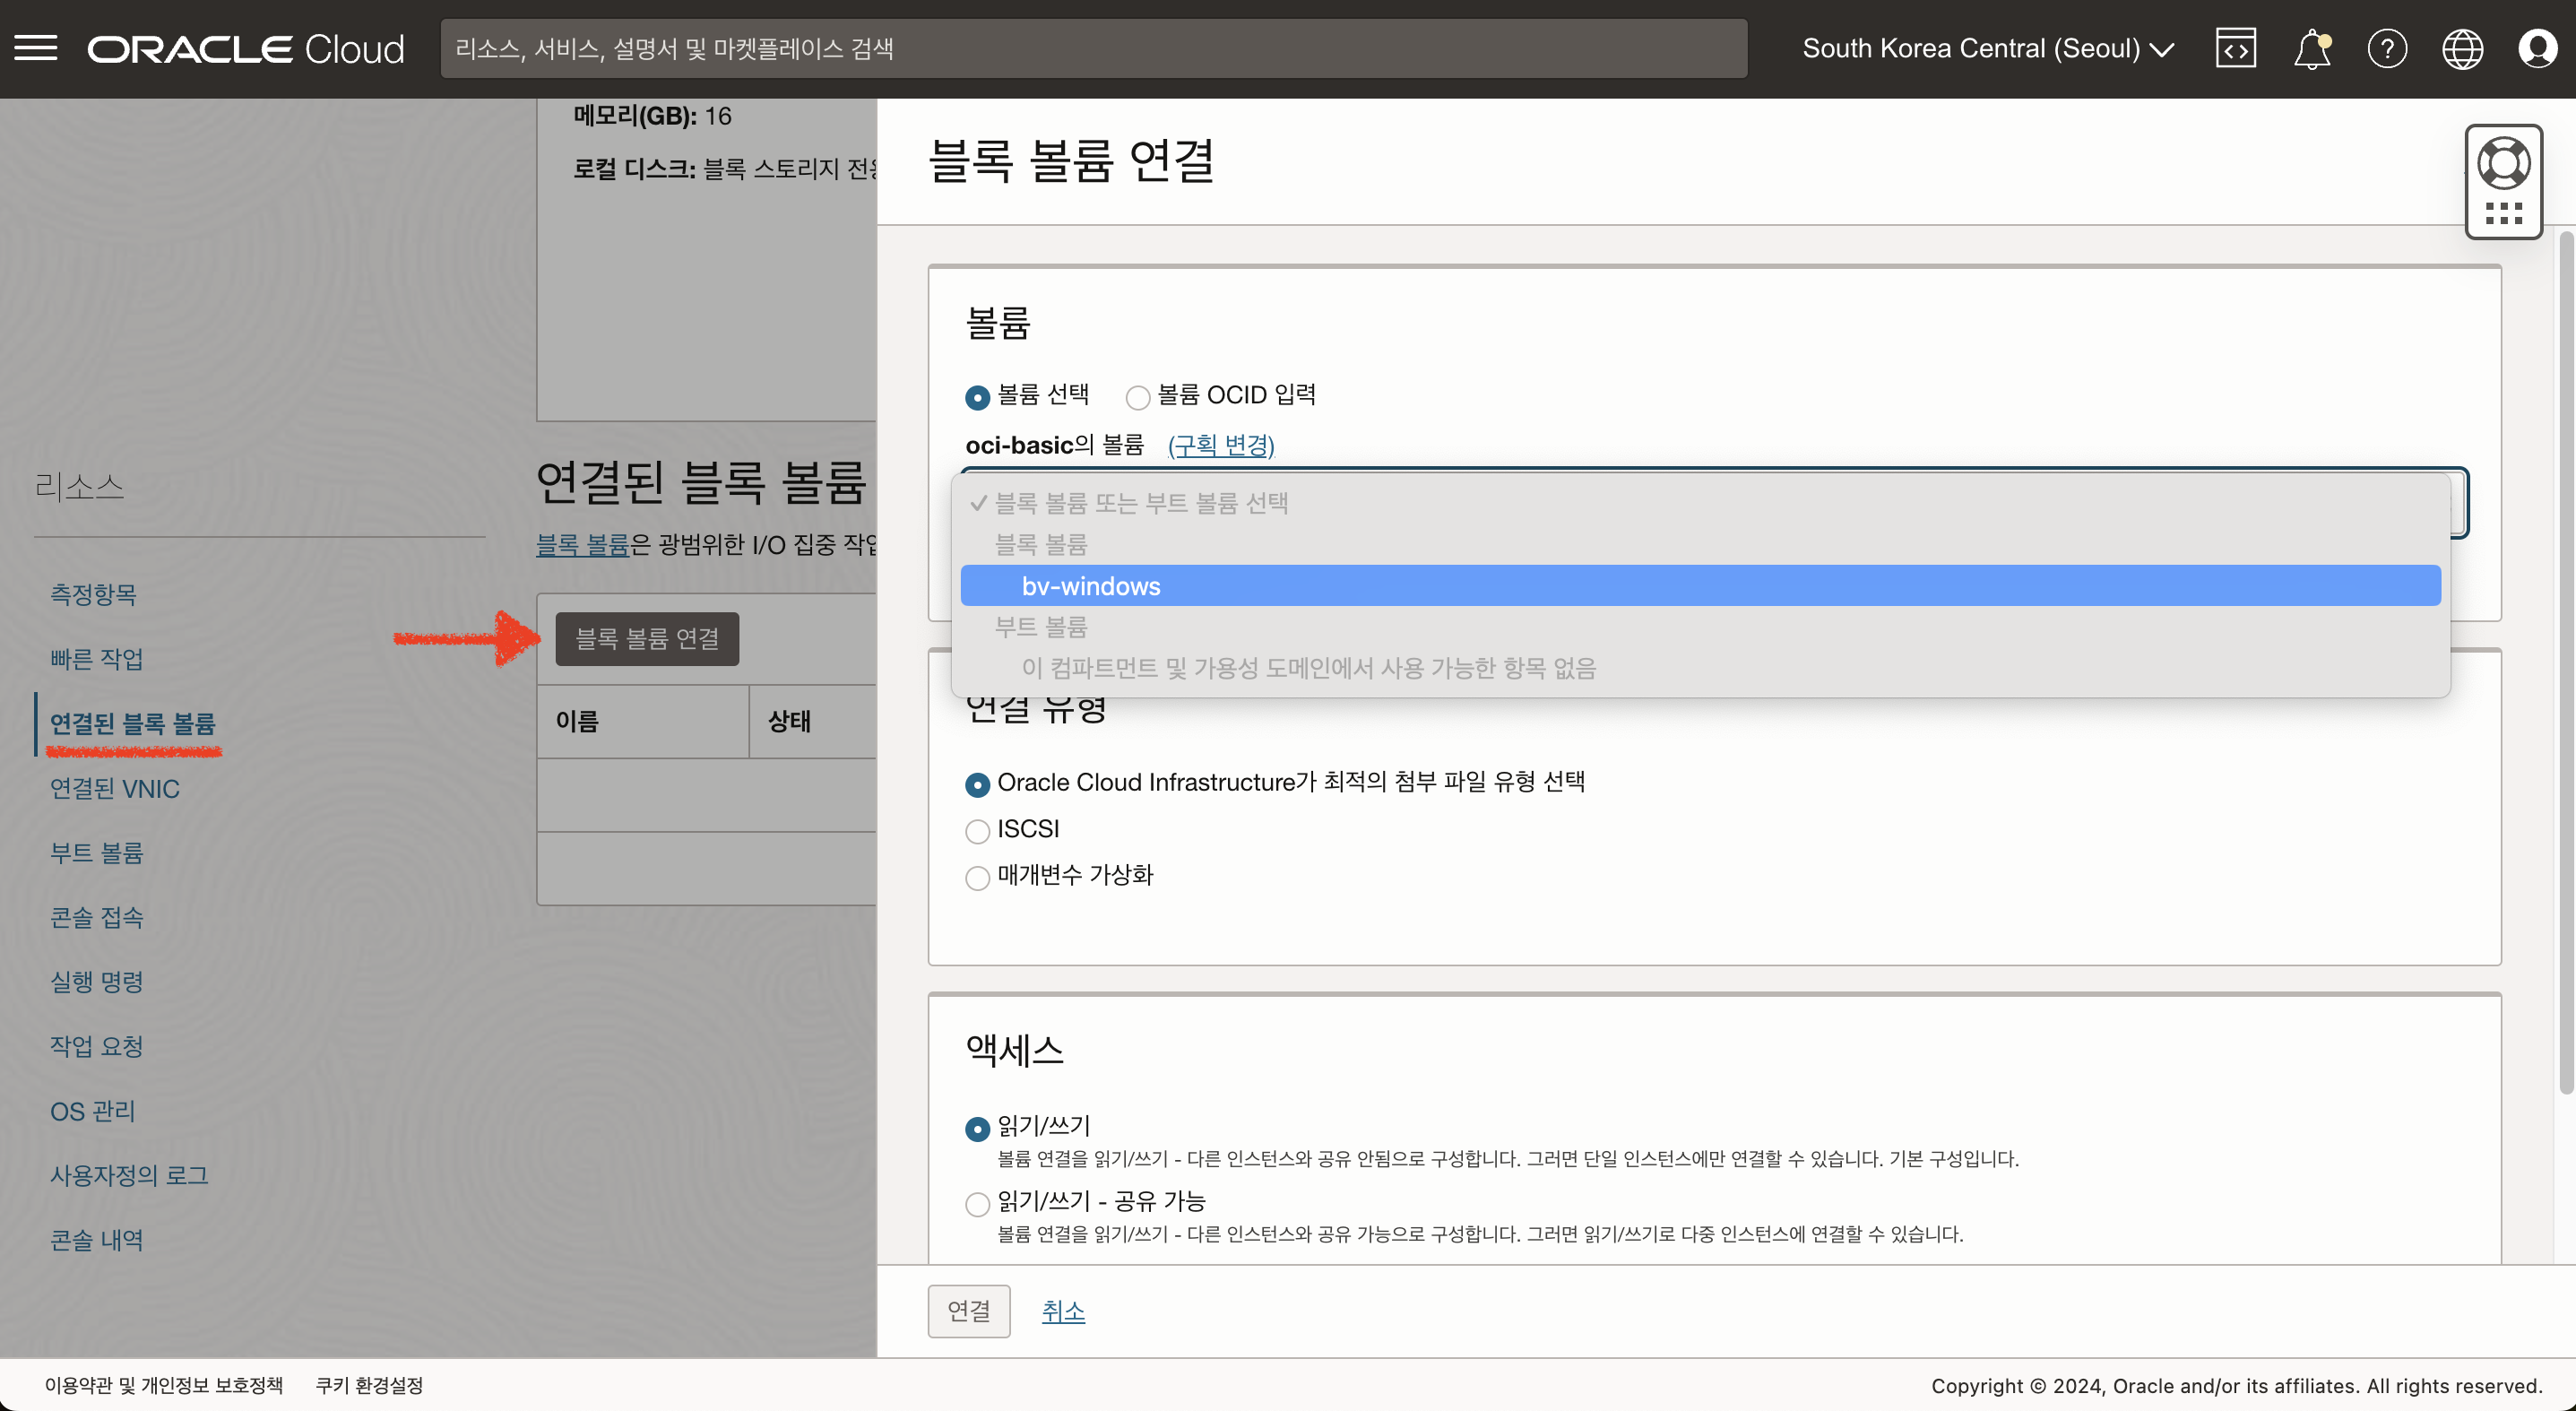 ORACLE Cloud
리소스, 서비스, 설명서 및 마켓플레이스 검색
South Korea Central (Seoul)
메모리(GB): 16
로컬 디스크: 블록 스토리지
리소스
측정항목
빠른 작업
연결된 블록 볼륨
연결된 VNIC
부트 볼륨
콘솔 접속
실행 명령
작업 요청
OS 관리
사용자정의 로그
콘솔 내역
연결된 블록 볼륨
블록 볼륨은 광범위한 I/O 집중
블록 볼륨 연결
이름
상태
블록 볼륨 연결
볼륨
볼륨 선택
볼륨 OCID 입력
oci-basic의 볼륨 (구획 변경)
✓ 블록 볼륨 또는 부트 볼륨 선택
블록 볼륨
bv-windows
부트 볼륨
이 컴파트먼트 및 가용성 도메인에서 사용 가능한 항목 없음
연결 유형
Oracle Cloud Infrastructure가 최적의 첨부 파일 유형 선택
ISCSI
매개변수 가상화
액세스
읽기/쓰기
볼륨 연결을 읽기/쓰기 - 다른 인스턴스와 공유 안됨으로 구성합니다. 그러면 단일 인스턴스에만 연결할 수 있습니다. 기본 구성입니다.
읽기/쓰기 - 공유 가능
볼륨 연결을 읽기/쓰기 - 다른 인스턴스와 공유 가능으로 구성합니다. 그러면 읽기/쓰기로 다중 인스턴스에 연결할 수 있습니다.
연결
취소
이용약관 및 개인정보 보호정책
쿠키 환경설정
Copyright © 2024, Oracle and/or its affiliates. All rights reserved.